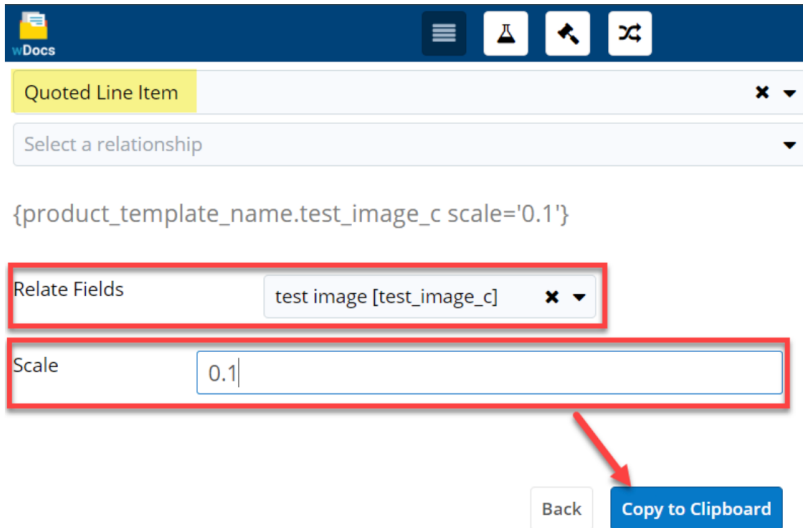 wDocs
Quoted Line Item
Select a relationship
{product_template_name.test_image_c scale='0.1'}
Relate Fields
test image [test_image_c]
Scale
0.1
Back
Copy to Clipboard